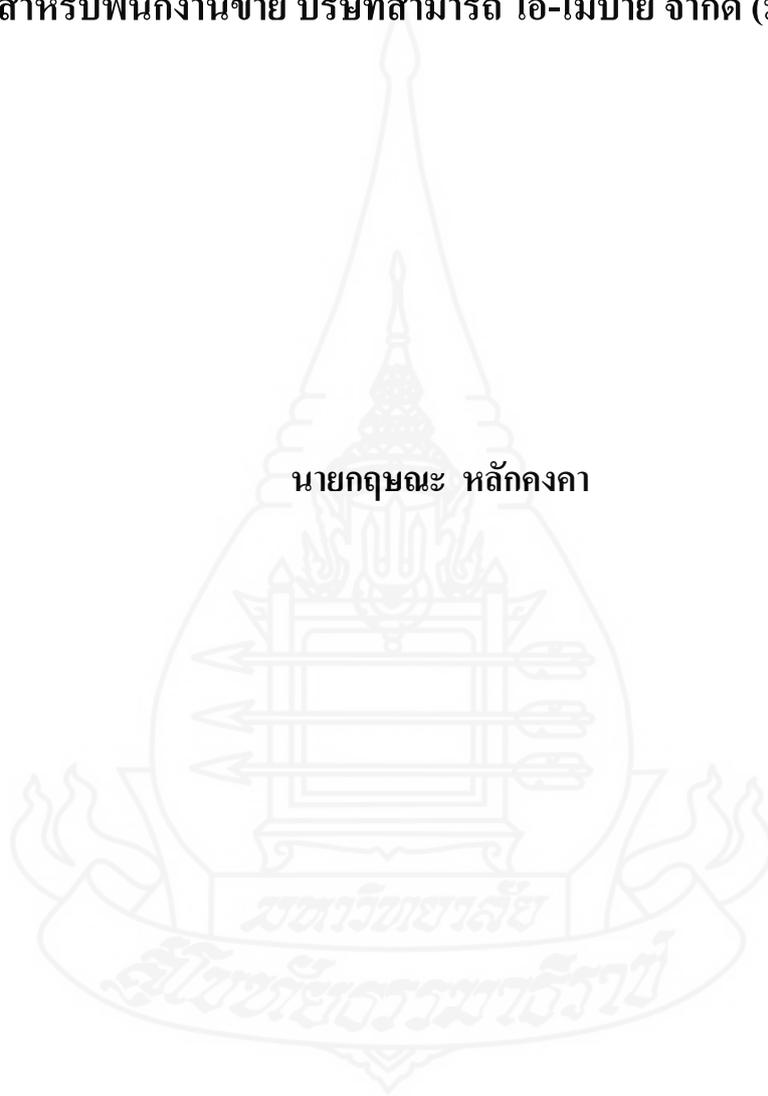 สำหรับพนักงานขาย บริษัทสามารถ ไอ-โมบาย จำกัด
นายกฤษณะ หลักคงคา
มหาวิทยาลัย
สุโขทัยธรรมาธิราช